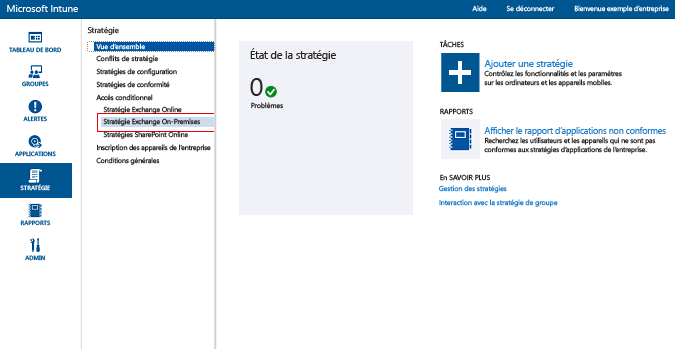 Microsoft Intune
Aide
Se déconnecter
Bienvenue exemple d'entreprise
TABLEAU DE BORD
GROUPES
ALERTES
APPLICATIONS
STRATÉGIE
RAPPORTS
ADMIN
Stratégie
Vue d'ensemble
Conflits de stratégie
Stratégies de configuration
Stratégies de conformité
Accès conditionnel
Stratégie Exchange Online
Stratégie Exchange On-Premises
Stratégies SharePoint Online
Inscription des appareils de l'entreprise
Conditions générales
État de la stratégie
0
Problèmes
TÂCHES
Ajouter une stratégie
Contrôlez les fonctionnalités et les paramètres
sur les ordinateurs et les appareils mobiles.
RAPPORTS
Afficher le rapport d'applications non conformes
Recherchez les utilisateurs et les appareils qui ne sont pas
conformes aux stratégies d'applications de l'entreprise.
En SAVOIR PLUS
Gestion des stratégies
Interaction avec la stratégie de groupe